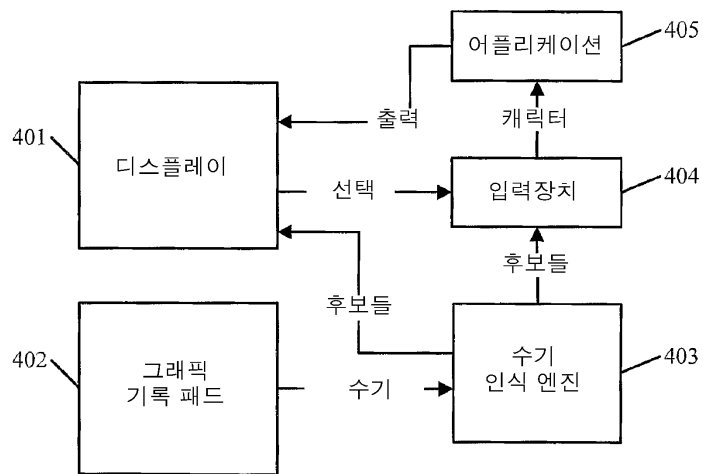 어플리케이션
405
출력
캐릭터
401
디스플레이
선택
입력장치
404
후보들
후보들
402
그래픽
기록 패드
수기
수기
인식 엔진
403